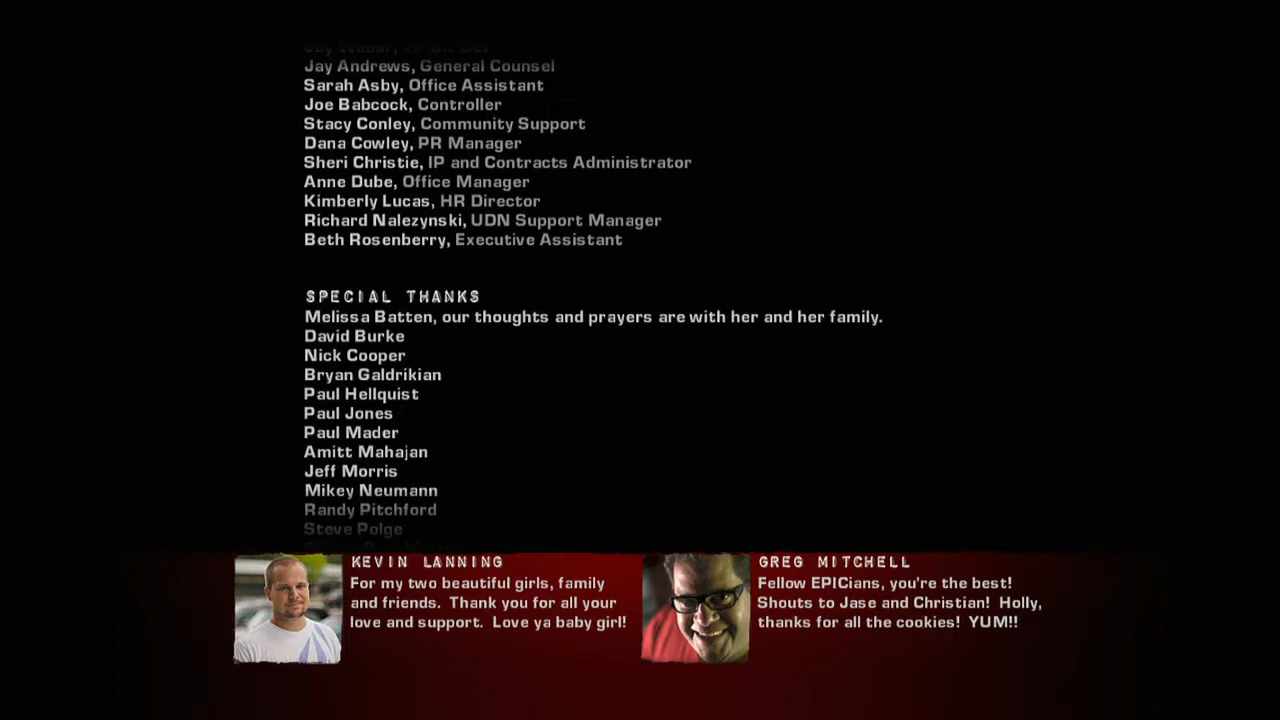 Jay Andrews, General Counsel
Sarah Asby, Office Assistant
Joe Babcock, Controller
Stacy Conley, Community Support
Dana Cowley, PR Manager
Sheri Christie, IP and Contracts Administrator
Anne Dube, Office Manager
Kimberly Lucas, HR Director
Richard Nalezynski, UDN Support Manager
Beth Rosenberry, Executive Assistant
SPECIAL THANKS
Melissa Batten, our thoughts and prayers are with her and her family.
David Burke
Nick Cooper
Bryan Galdrikian
Paul Hellquist
Paul Jones
Paul Mader
Amitt Mahajan
Jeff Morris
Mikey Neumann
Randy Pitchford
Steve Polge
KEVIN LANNING
For my two beautiful girls, family
and friends. Thank you for all your
love and support. Love ya baby girl!
GREG MITCHELL
Fellow EPICians, you're the best!
Shouts to Jase and Christian! Holly,
thanks for all the cookies! YUM!!